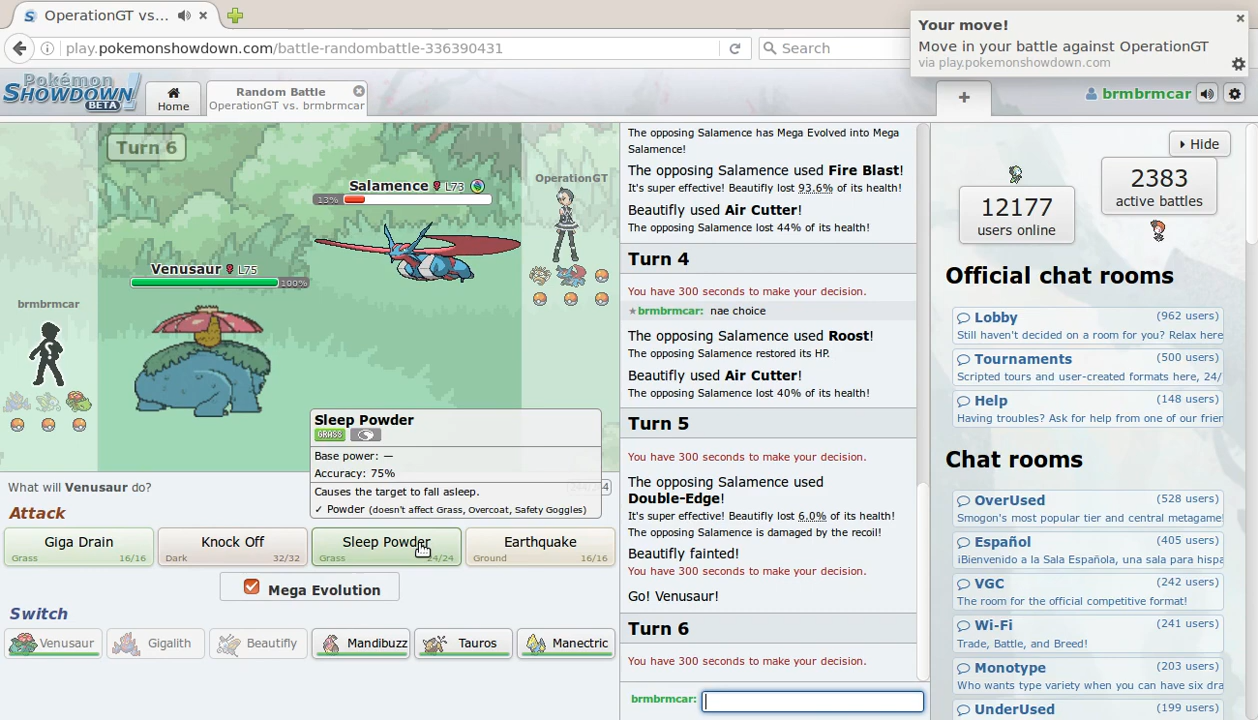 OperationGT vs...
play.pokemonshowdown.com/battle-randombattle-336390431
Search
Your move!
Move in your battle against OperationGT
via play.pokemonshowdown.com
Pokémon
SHOWDOWN!
BETA
Home
Random Battle
OperationGT vs. brmbrmcar
+
brmbrmcar
Turn 6
Salamence L73
13%
OperationGT
Venusaur L75
100%
brmbrmcar
Sleep Powder
GRASS
Base power: —
Accuracy: 75%
Causes the target to fall asleep.
✓ Powder (doesn't affect Grass, Overcoat, Safety Goggles)
What will Venusaur do?
Attack
Giga Drain
Grass 16/16
Knock Off
Dark 32/32
Sleep Powder
Grass 24/24
Earthquake
Ground 16/16
Mega Evolution
Switch
Venusaur
Gigalith
Beautifly
Mandibuzz
Tauros
Manectric
The opposing Salamence has Mega Evolved into Mega
Salamence!
The opposing Salamence used Fire Blast!
It's super effective! Beautifly lost 93.6% of its health!
Beautifly used Air Cutter!
The opposing Salamence lost 44% of its health!
Turn 4
You have 300 seconds to make your decision.
★brmbrmcar: nae choice
The opposing Salamence used Roost!
The opposing Salamence restored its HP.
Beautifly used Air Cutter!
The opposing Salamence lost 40% of its health!
Turn 5
You have 300 seconds to make your decision.
The opposing Salamence used
Double-Edge!
It's super effective! Beautifly lost 6.0% of its health!
The opposing Salamence is damaged by the recoil!
Beautifly fainted!
You have 300 seconds to make your decision.
Go! Venusaur!
Turn 6
You have 300 seconds to make your decision.
brmbrmcar:
Hide
12177
users online
2383
active battles
Official chat rooms
Lobby (962 users)
Still haven't decided on a room for you? Relax here
Tournaments (500 users)
Scripted tours and user-created formats here, 24/
Help (148 users)
Having troubles? Ask for help from one of our frier
Chat rooms
OverUsed (528 users)
Smogon's most popular tier and central metagame
Español (405 users)
¡Bienvenido a la Sala Española, una sala para hispa
VGC (242 users)
The room for the official competitive format!
Wi-Fi (241 users)
Trade, Battle, and Breed!
Monotype (203 users)
Who wants type variety when you can have six dra
UnderUsed (199 users)